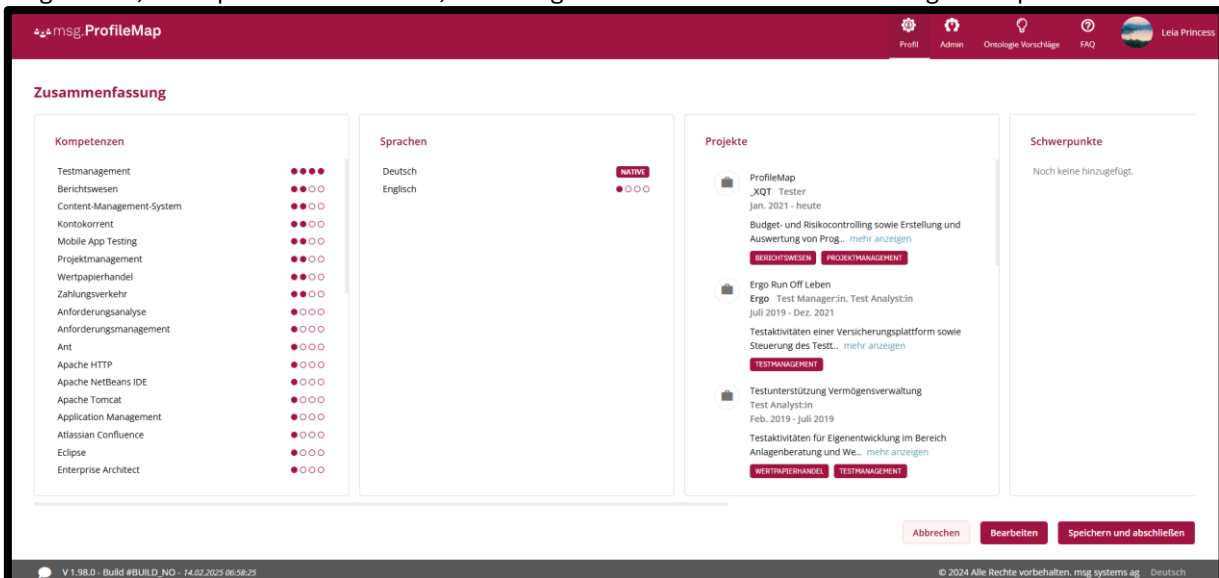 msg.ProfileMap
Profil
Admin
Ontologie Vorschläge
FAQ
Leia Princess
Zusammenfassung
Kompetenzen
Testmanagement
Berichtswesen
Content-Management-System
Kontokorrent
Mobile App Testing
Projektmanagement
Wertpapierhandel
Zahlungsverkehr
Anforderungsanalyse
Anforderungsmanagement
Ant
Apache HTTP
Apache NetBeans IDE
Apache Tomcat
Application Management
Atlassian Confluence
Eclipse
Enterprise Architect
Sprachen
Deutsch NATIVE
Englisch
Projekte
ProfileMap
_XQT Tester
Jan. 2021 - heute
Budget- und Risikocontrolling sowie Erstellung und
Auswertung von Prog... mehr anzeigen
BERICHTSWESEN PROJEKTMANAGEMENT
Ergo Run Off Leben
Ergo Test Manager:in, Test Analyst:in
Juli 2019 - Dez. 2021
Testaktivitäten einer Versicherungsplattform sowie
Steuerung des Testt... mehr anzeigen
TESTMANAGEMENT
Testunterstützung Vermögensverwaltung
Test Analyst:in
Feb. 2019 - Juli 2019
Testaktivitäten für Eigenentwicklung im Bereich
Anlagenberatung und We... mehr anzeigen
WERTPAPIERHANDEL TESTMANAGEMENT
Schwerpunkte
Noch keine hinzugefügt.
Abbrechen
Bearbeiten
Speichern und abschließen
V 1.98.0 - Build #BUILD_NO - 14.02.2025 06:58:25
© 2024 Alle Rechte vorbehalten. msg systems ag Deutsch